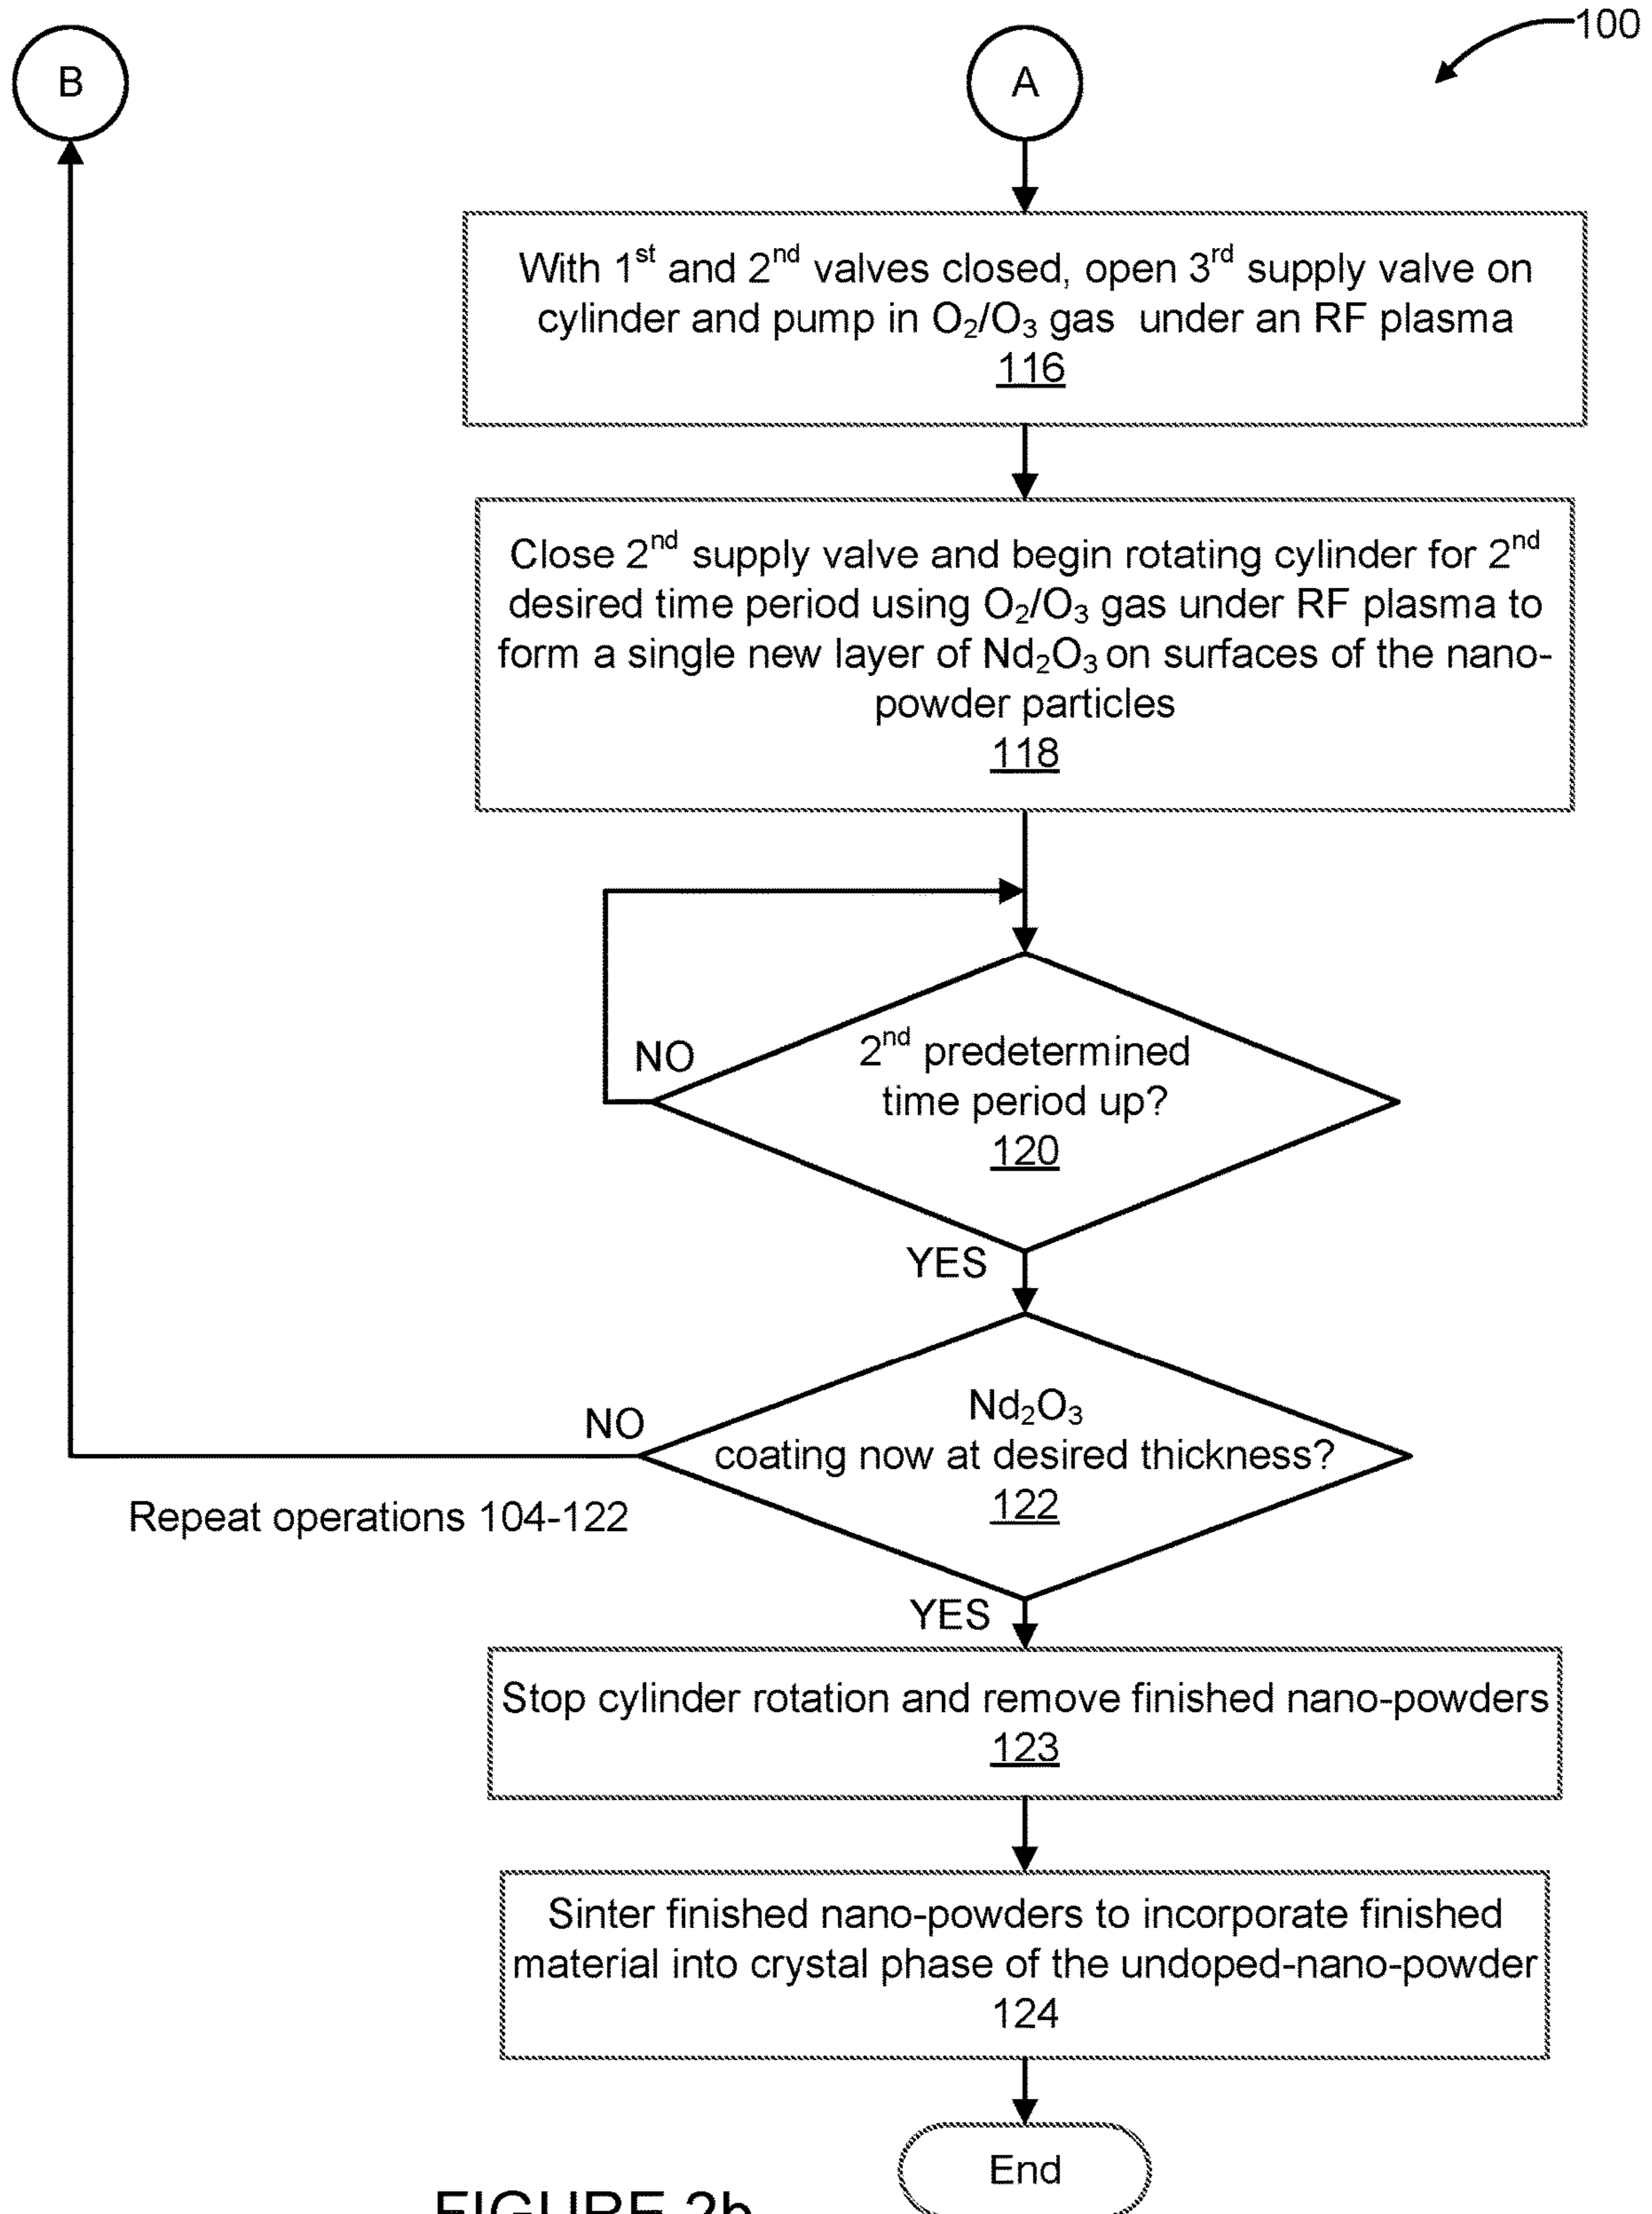 100
B
A
With 1st and 2nd valves closed, open 3rd supply valve on
cylinder and pump in O2/O3 gas under an RF plasma
116
Close 2nd supply valve and begin rotating cylinder for 2nd
desired time period using O2/O3 gas under RF plasma to
form a single new layer of Nd2O3 on surfaces of the nano-
powder particles
118
NO
2nd predetermined
time period up?
120
YES
NO
Nd2O3
coating now at desired thickness?
122
Repeat operations 104-122
YES
Stop cylinder rotation and remove finished nano-powders
123
Sinter finished nano-powders to incorporate finished
material into crystal phase of the undoped-nano-powder
124
End
FIGURE 2b